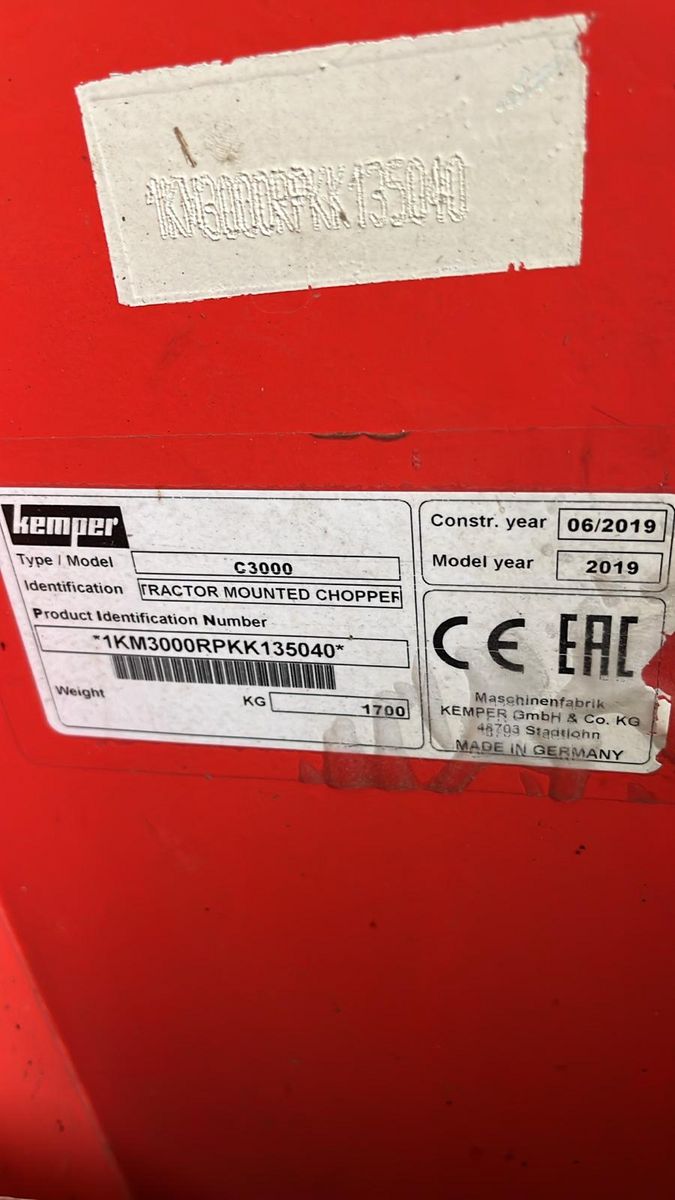 *1KM3000RPKK135040
kemper
Type / Model C3000
Identification TRACTOR MOUNTED CHOPPER
Product Identification Number
*1KM3000RPKK135040*
Weight KG 1700
Constr. year 06/2019
Model year 2019
CE EAC
Maschinenfabrik
KEMPER GmbH & Co. KG
48703 Stadtlohn
MADE IN GERMANY